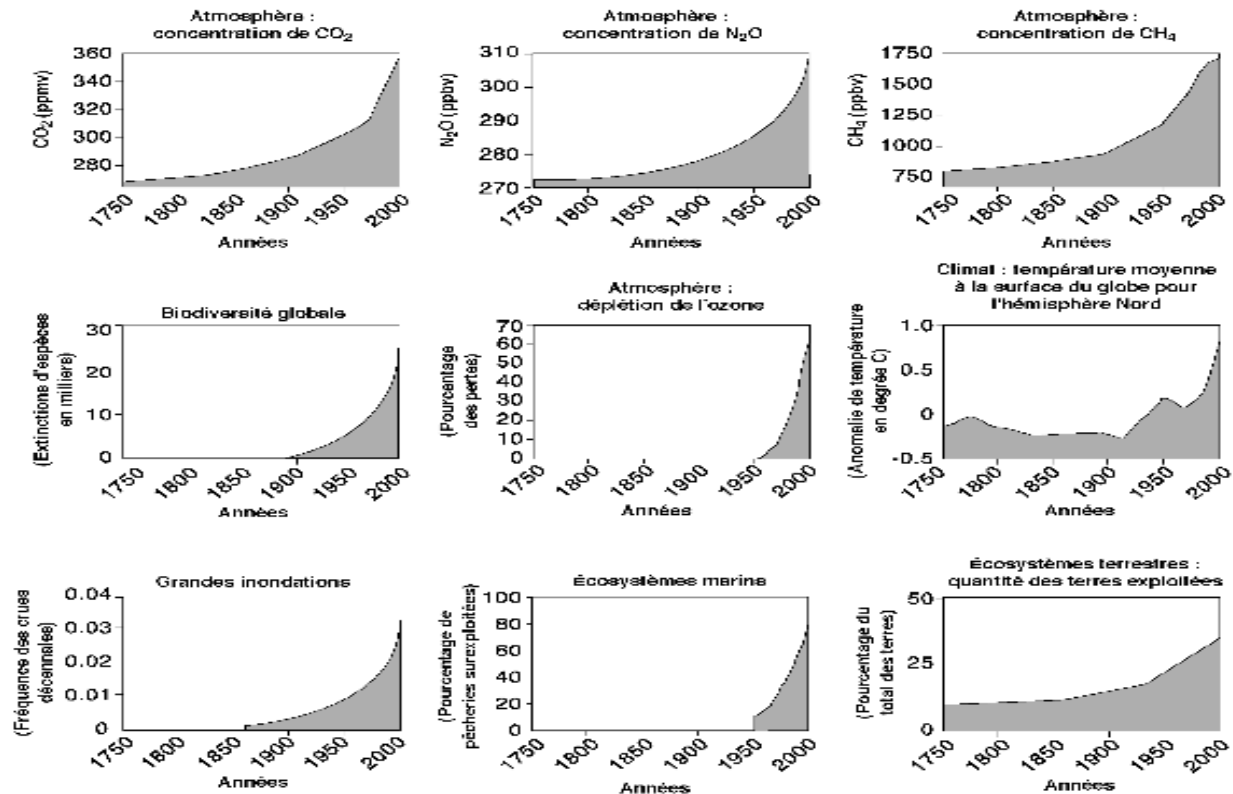 Atmosphère :
concentration de CO₂
CO₂ (ppmv)
360
340
320
300
280
1750
1800
1850
1900
1950
2000
Années
Atmosphère :
concentration de N₂O
N₂O (ppbv)
310
300
290
280
270
1750
1800
1850
1900
1950
2000
Années
Atmosphère :
concentration de CH₄
CH₄ (ppbv)
1750
1500
1250
1000
750
1750
1800
1850
1900
1950
2000
Années
Biodiversité globale
(Extinctions d'espèces
en milliers)
30
20
10
0
1750
1800
1850
1900
1950
2000
Années
Atmosphère :
déplétion de l'ozone
(Pourcentage
des pertes)
70
60
50
40
30
20
10
0
1750
1800
1850
1900
1950
2000
Années
Climat : température moyenne
à la surface du globe pour
l'hémisphère Nord
(Anomalie de température
en degrée C)
1.0
0.5
0
-0.5
1750
1800
1850
1900
1950
2000
Années
Grandes inondations
(Fréquence des crues
décennales)
0.04
0.03
0.02
0.01
0
1750
1800
1850
1900
1950
2000
Années
Écosystèmes marins
(Pourcentage de
pêcheries surexploitées)
100
80
60
40
20
0
1750
1800
1850
1900
1950
2000
Années
Écosystèmes terrestres :
quantité des terres exploitées
(Pourcentage du
total des terres)
50
25
0
1750
1800
1850
1900
1950
2000
Années